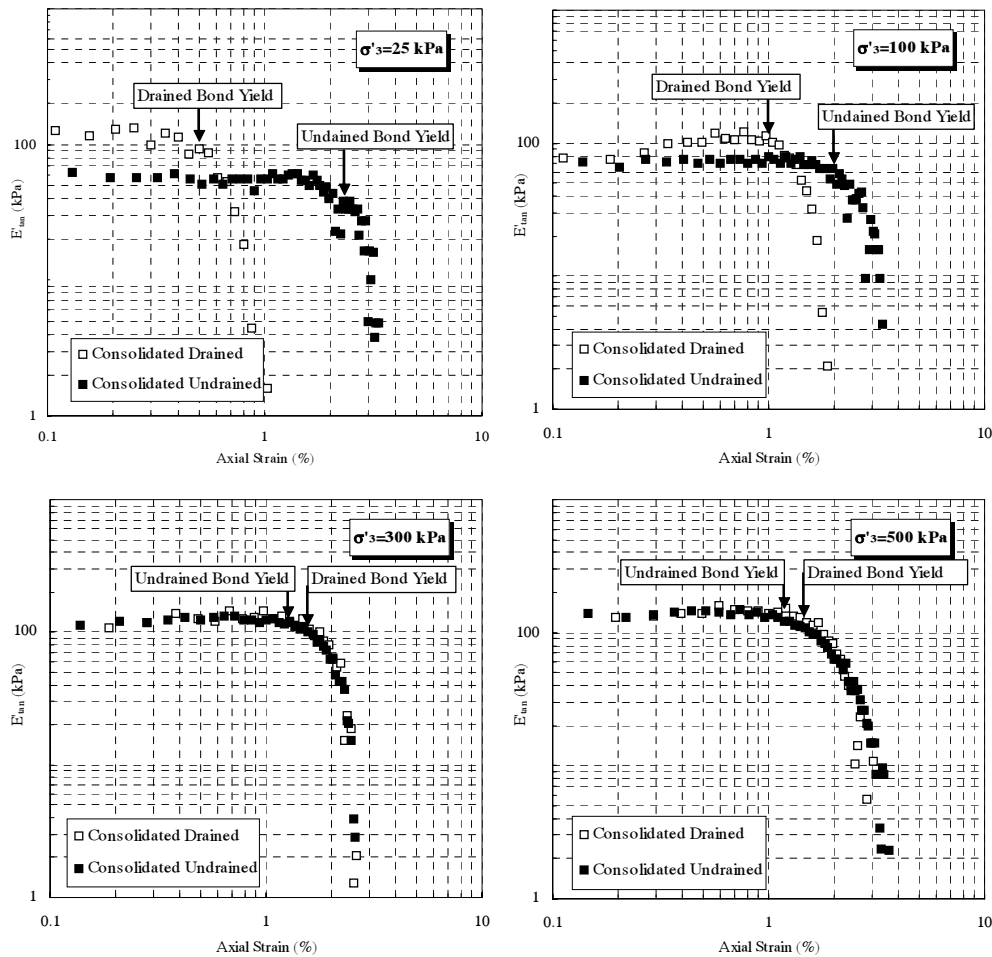 σ'3=25 kPa
Drained Bond Yield
Undained Bond Yield
100
E'tan (kPa)
□ Consolidated Drained
■ Consolidated Undrained
1
0.1 1 10
Axial Strain (%)
σ'3=100 kPa
Drained Bond Yield
Undrained Bond Yield
100
E'tan (kPa)
□ Consolidated Drained
■ Consolidated Undrained
1
0.1 1 10
Axial Strain (%)
σ'3=300 kPa
Undrained Bond Yield
Drained Bond Yield
100
E'tan (kPa)
□ Consolidated Drained
■ Consolidated Undrained
1
0.1 1 10
Axial Strain (%)
σ'3=500 kPa
Undrained Bond Yield
Drained Bond Yield
100
E'tan (kPa)
□ Consolidated Drained
■ Consolidated Undrained
1
0.1 1 10
Axial Strain (%)